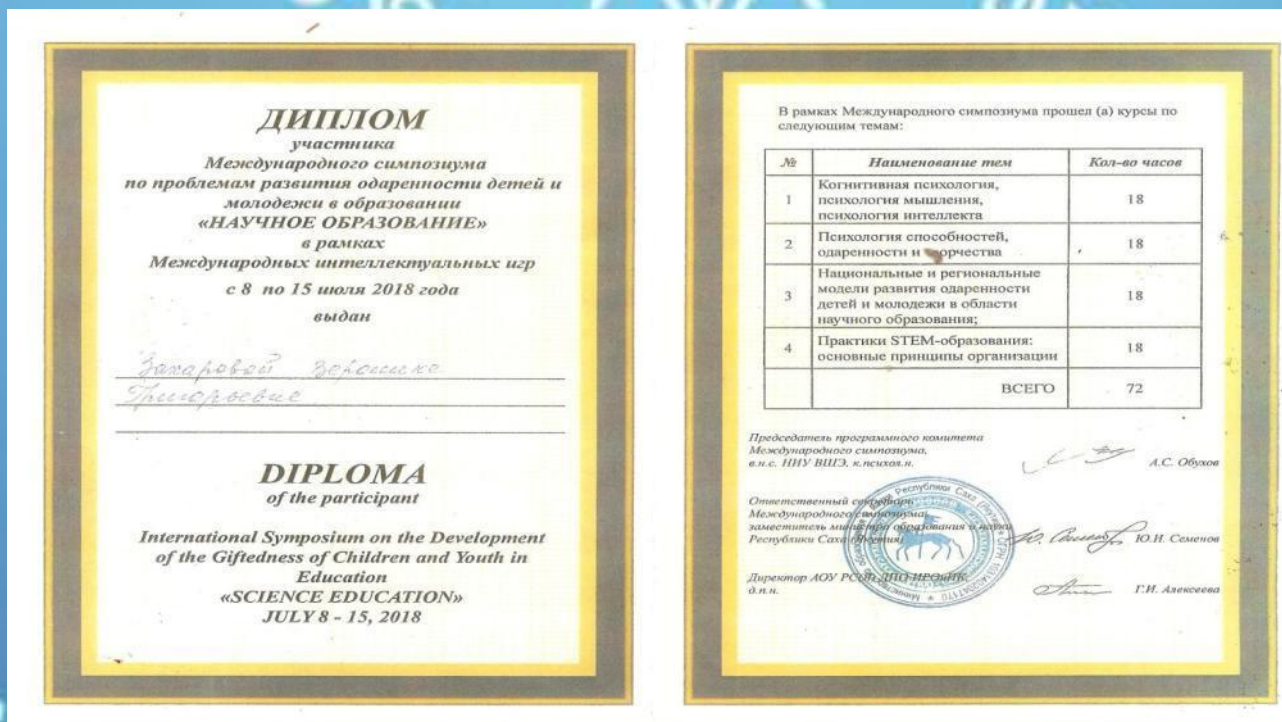 ДИПЛОМ
участника
Международного симпозиума
по проблемам развития одаренности детей и
молодежи в образовании
«НАУЧНОЕ ОБРАЗОВАНИЕ»
в рамках
Международных интеллектуальных игр
с 8 по 15 июля 2018 года
выдан
Захаровой
Григорьевне
DIPLOMA
of the participant
International Symposium on the Development
of the Giftedness of Children and Youth in
Education
«SCIENCE EDUCATION»
JULY 8 - 15, 2018
В рамках Международного симпозиума прошел (а) курсы по
следующим темам:
№ Наименование тем Кол-во часов
1 Когнитивная психология,
психология мышления,
психология интеллекта 18
2 Психология способностей,
одаренности и творчества 18
3 Национальные и региональные
модели развития одаренности
детей и молодежи в области
научного образования; 18
4 Практики STEM-образования:
основные принципы организации 18
ВСЕГО 72
Председатель программного комитета
Международного симпозиума,
в.н.с. НИУ ВШЭ, к.психол.н. А.С. Обухов
Ответственный секретарь
Международного симпозиума,
заместитель министра образования и науки
Республики Саха (Якутия) Ю.И. Семенов
Директор АОУ РС(Я) ДПО ИРОиПК,
д.п.н. Г.И. Алексеева